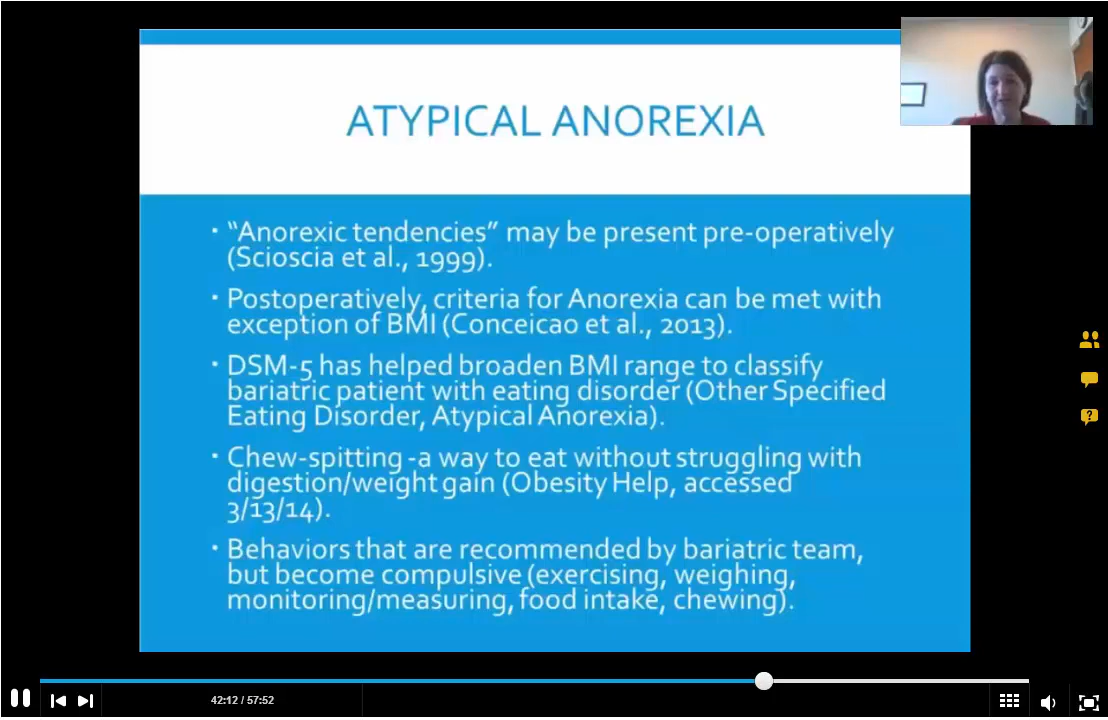 ATYPICAL ANOREXIA
▪ “Anorexic tendencies” may be present pre-operatively
(Scioscia et al., 1999).
▪ Postoperatively, criteria for Anorexia can be met with
exception of BMI (Conceicao et al., 2013).
▪ DSM-5 has helped broaden BMI range to classify
bariatric patient with eating disorder (Other Specified
Eating Disorder, Atypical Anorexia).
▪ Chew-spitting -a way to eat without struggling with
digestion/weight gain (Obesity Help, accessed
3/13/14).
▪ Behaviors that are recommended by bariatric team,
but become compulsive (exercising, weighing,
monitoring/measuring, food intake, chewing).
42:12 / 57:52